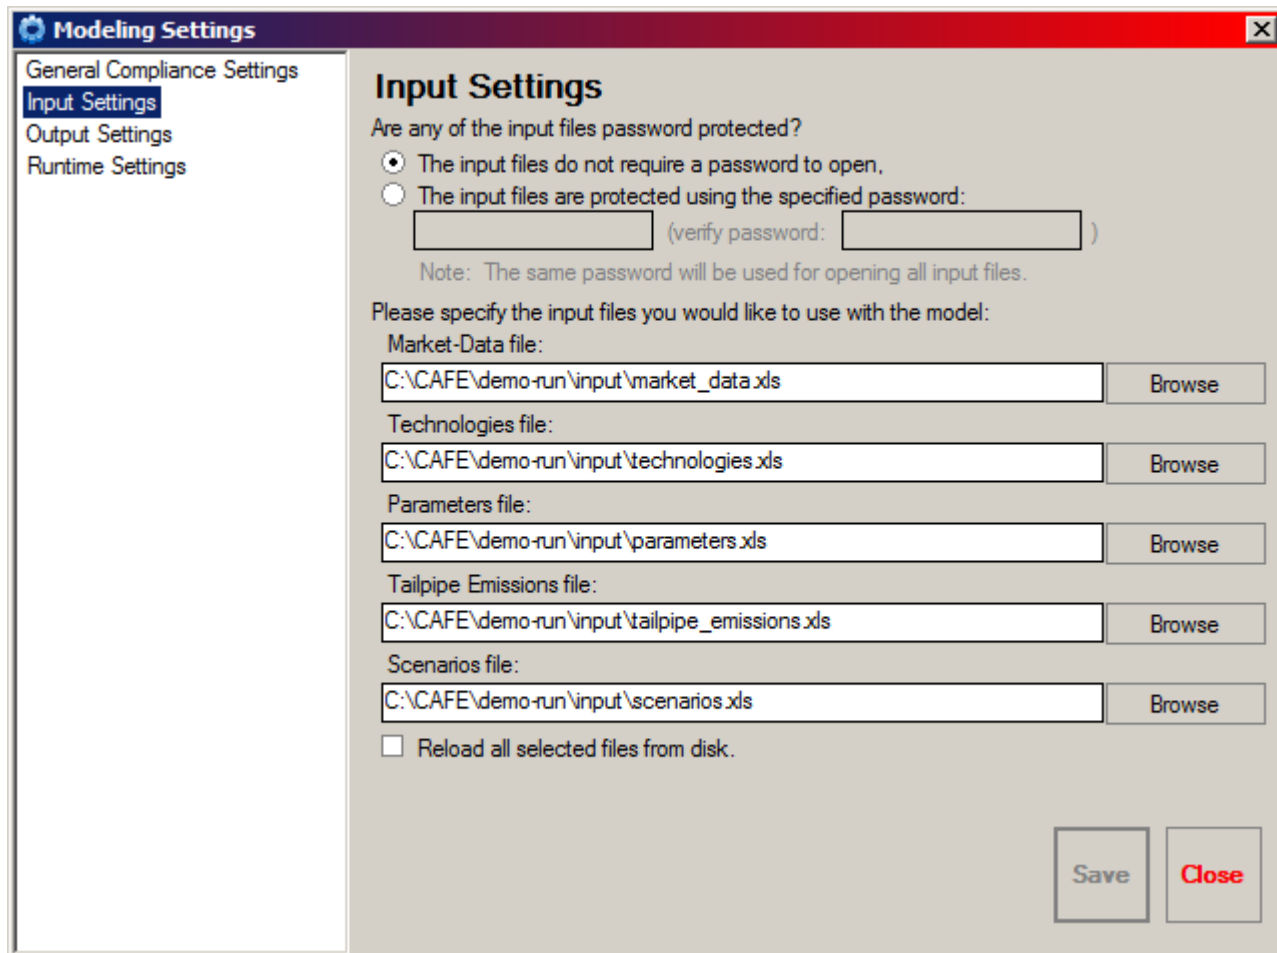 Modeling Settings
General Compliance Settings
Input Settings
Output Settings
Runtime Settings
Input Settings
Are any of the input files password protected?
The input files do not require a password to open,
The input files are protected using the specified password:
(verify password: )
Note: The same password will be used for opening all input files.
Please specify the input files you would like to use with the model:
Market-Data file:
C:\CAFE\demo-run\input\market_data.xls Browse
Technologies file:
C:\CAFE\demo-run\input\technologies.xls Browse
Parameters file:
C:\CAFE\demo-run\input\parameters.xls Browse
Tailpipe Emissions file:
C:\CAFE\demo-run\input\tailpipe_emissions.xls Browse
Scenarios file:
C:\CAFE\demo-run\input\scenarios.xls Browse
Reload all selected files from disk.
Save Close